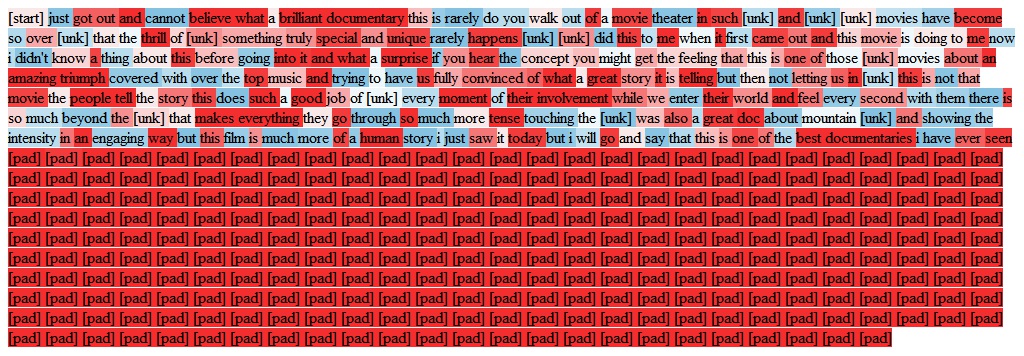 [start] just got out and cannot believe what a brilliant documentary this is rarely do you walk out of a movie theater in such [unk] and [unk] [unk] movies have become
so over [unk] that the thrill of [unk] something truly special and unique rarely happens [unk] [unk] did this to me when it first came out and this movie is doing to me now
i didn't know a thing about this before going into it and what a surprise if you hear the concept you might get the feeling that this is one of those [unk] movies about an
amazing triumph covered with over the top music and trying to have us fully convinced of what a great story it is telling but then not letting us in [unk] this is not that
movie the people tell the story this does such a good job of [unk] every moment of their involvement while we enter their world and feel every second with them there is
so much beyond the [unk] that makes everything they go through so much more tense touching the [unk] was also a great doc about mountain [unk] and showing the
intensity in an engaging way but this film is much more of a human story i just saw it today but i will go and say that this is one of the best documentaries i have ever seen
[pad] [pad] [pad] [pad] [pad] [pad] [pad] [pad] [pad] [pad] [pad] [pad] [pad] [pad] [pad] [pad] [pad] [pad] [pad] [pad] [pad] [pad] [pad] [pad] [pad] [pad] [pad]
[pad] [pad] [pad] [pad] [pad] [pad] [pad] [pad] [pad] [pad] [pad] [pad] [pad] [pad] [pad] [pad] [pad] [pad] [pad] [pad] [pad] [pad] [pad] [pad] [pad] [pad] [pad]
[pad] [pad] [pad] [pad] [pad] [pad] [pad] [pad] [pad] [pad] [pad] [pad] [pad] [pad] [pad] [pad] [pad] [pad] [pad] [pad] [pad] [pad] [pad] [pad] [pad] [pad] [pad]
[pad] [pad] [pad] [pad] [pad] [pad] [pad] [pad] [pad] [pad] [pad] [pad] [pad] [pad] [pad] [pad] [pad] [pad] [pad] [pad] [pad] [pad] [pad] [pad] [pad] [pad] [pad]
[pad] [pad] [pad] [pad] [pad] [pad] [pad] [pad] [pad] [pad] [pad] [pad] [pad] [pad] [pad] [pad] [pad] [pad] [pad] [pad] [pad] [pad] [pad] [pad] [pad] [pad] [pad]
[pad] [pad] [pad] [pad] [pad] [pad] [pad] [pad] [pad] [pad] [pad] [pad] [pad] [pad] [pad] [pad] [pad] [pad] [pad] [pad] [pad] [pad] [pad] [pad] [pad] [pad] [pad]
[pad] [pad] [pad] [pad] [pad] [pad] [pad] [pad] [pad] [pad] [pad] [pad] [pad] [pad] [pad] [pad] [pad] [pad] [pad] [pad] [pad] [pad] [pad] [pad] [pad] [pad] [pad]
[pad] [pad] [pad] [pad] [pad] [pad] [pad] [pad] [pad] [pad] [pad] [pad] [pad] [pad] [pad] [pad] [pad] [pad] [pad] [pad] [pad] [pad] [pad] [pad] [pad] [pad] [pad]
[pad] [pad] [pad] [pad] [pad] [pad] [pad] [pad] [pad] [pad] [pad] [pad] [pad] [pad] [pad] [pad] [pad] [pad] [pad] [pad] [pad] [pad] [pad] [pad] [pad] [pad] [pad]
[pad] [pad] [pad] [pad] [pad] [pad] [pad] [pad] [pad] [pad] [pad] [pad] [pad] [pad] [pad] [pad] [pad] [pad] [pad] [pad] [pad] [pad] [pad] [pad]